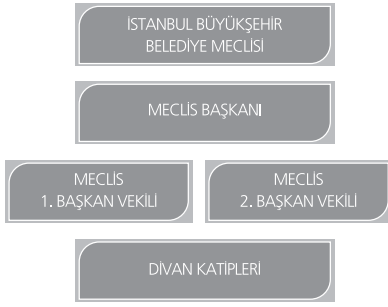 İSTANBUL BÜYÜKŞEHİR
BELEDİYE MECLİSİ
MECLİS BAŞKANI
MECLİS
1. BAŞKAN VEKİLİ
MECLİS
2. BAŞKAN VEKİLİ
DİVAN KATİPLERİ